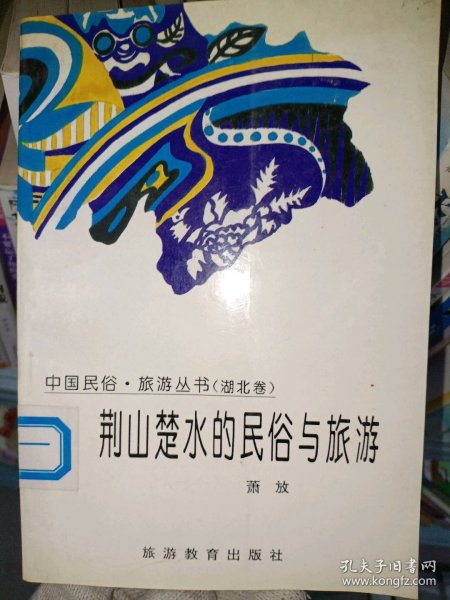 中国民俗·旅游丛书(湖北卷)
荆山楚水的民俗与旅游
萧 放
旅游教育出版社
孔夫子旧书网
www.kongfz.com